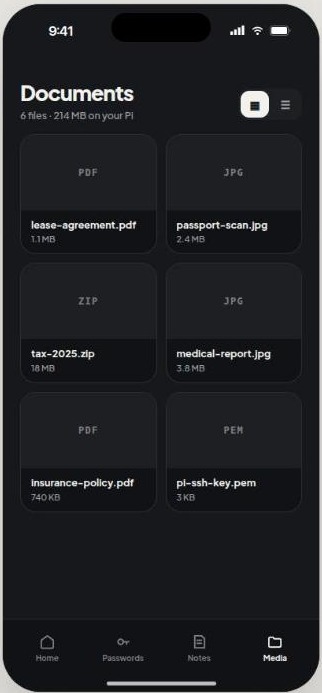 9:41
Documents
6 files · 214 MB on your Pi
PDF JPG
lease-agreement.pdf passport-scan.jpg
1.1 MB 2.4 MB
ZIP JPG
tax-2025.zip medical-report.jpg
18 MB 3.8 MB
PDF PEM
insurance-policy.pdf pi-ssh-key.pem
740 KB 3 KB
Home Passwords Notes Media